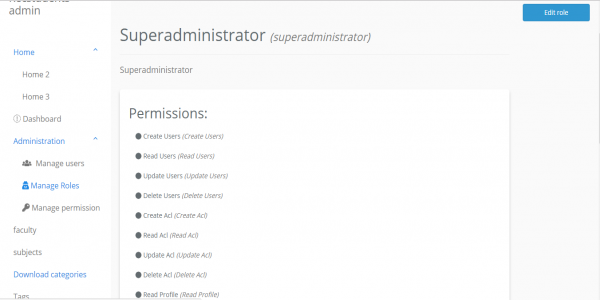 admin
Home
Home 2
Home 3
Dashboard
Administration
Manage users
Manage Roles
Manage permission
faculty
subjects
Download categories
Tags
Edit role
Superadministrator (superadministrator)
Superadministrator
Permissions:
Create Users (Create Users)
Read Users (Read Users)
Update Users (Update Users)
Delete Users (Delete Users)
Create Acl (Create Acl)
Read Acl (Read Acl)
Update Acl (Update Acl)
Delete Acl (Delete Acl)
Read Profile (Read Profile)